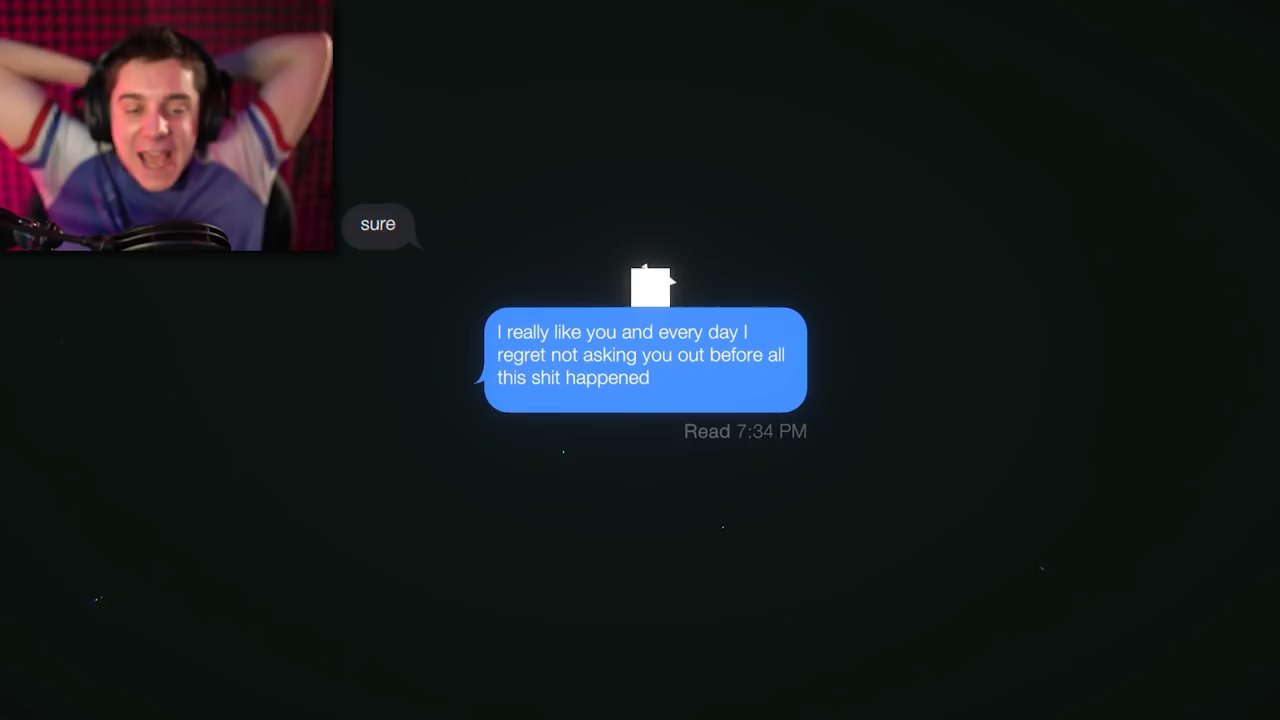 sure
I really like you and every day I
regret not asking you out before all
this shit happened
Read 7:34 PM